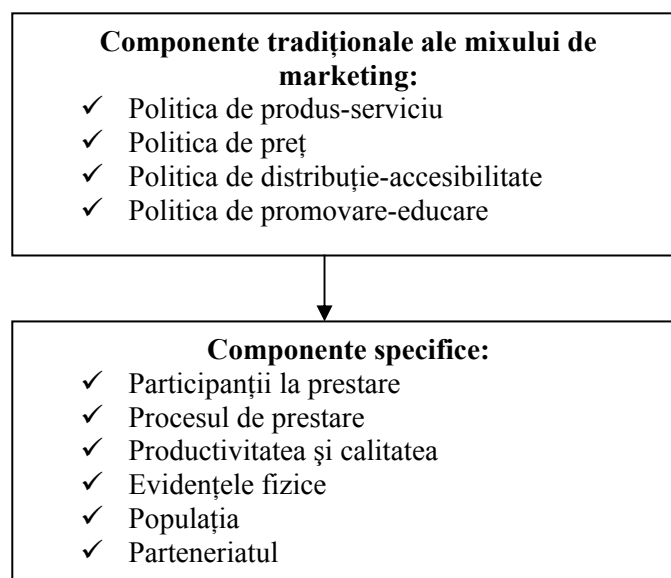 Componente tradiționale ale mixului de
marketing:
✓ Politica de produs-serviciu
✓ Politica de preț
✓ Politica de distribuție-accesibilitate
✓ Politica de promovare-educare
Componente specifice:
✓ Participanții la prestare
✓ Procesul de prestare
✓ Productivitatea şi calitatea
✓ Evidențele fizice
✓ Populația
✓ Parteneriatul